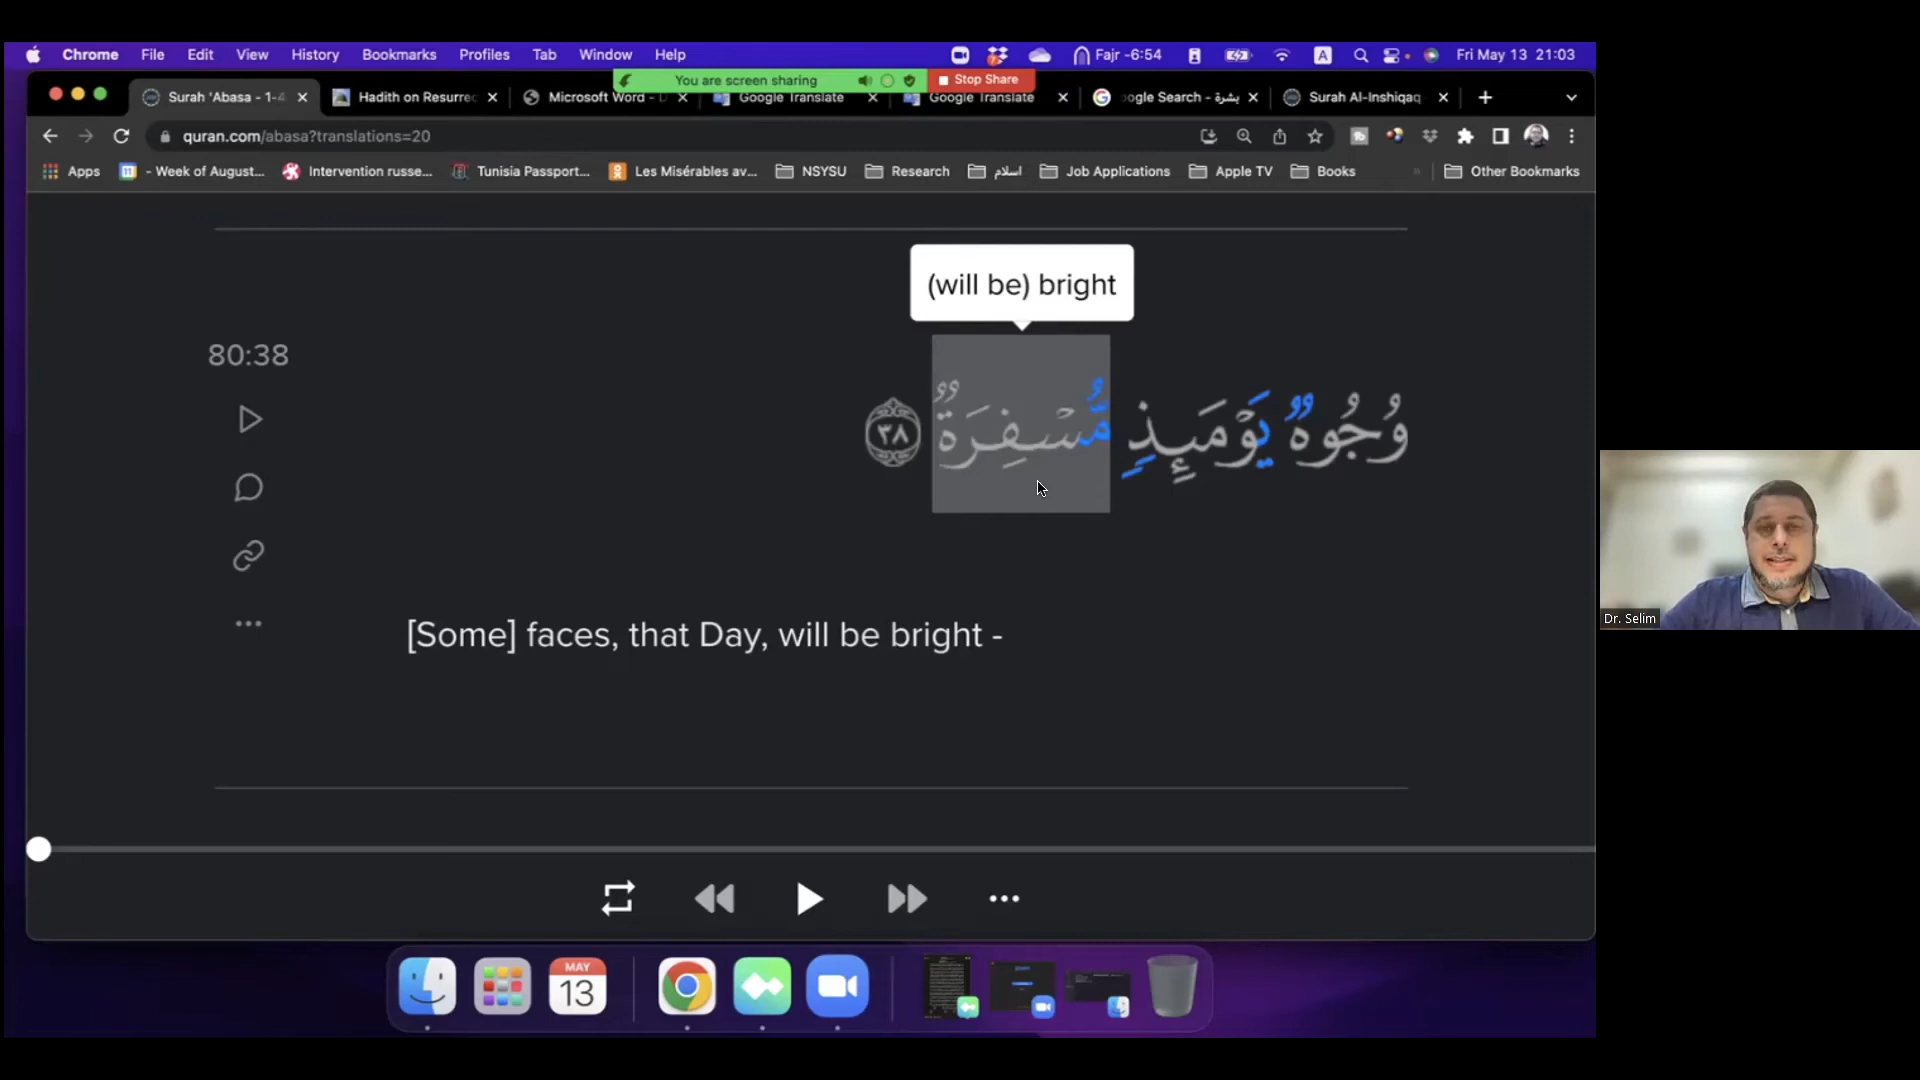 Chrome File Edit View History Bookmarks Profiles Tab Window Help Fajr -6:54 A Fri May 13 21:03
You are screen sharing Stop Share
Surah 'Abasa - 1-4 Hadith on Resurrec Microsoft Word - D Google Translate Google Translate بشرة - oogle Search Surah Al-Inshiqaq
quran.com/abasa?translations=20
Apps - Week of August... Intervention russe... Tunisia Passport... Les Misérables av... NSYSU Research اسلام Job Applications Apple TV Books Other Bookmarks
(will be) bright
80:38
وُجُوهٌ يَوْمَئِذٍ مُّسْفِرَةٌ ٣٨
[Some] faces, that Day, will be bright -
Dr. Selim
MAY
13